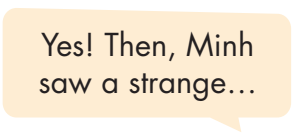 Yes! Then, Minh
saw a strange…